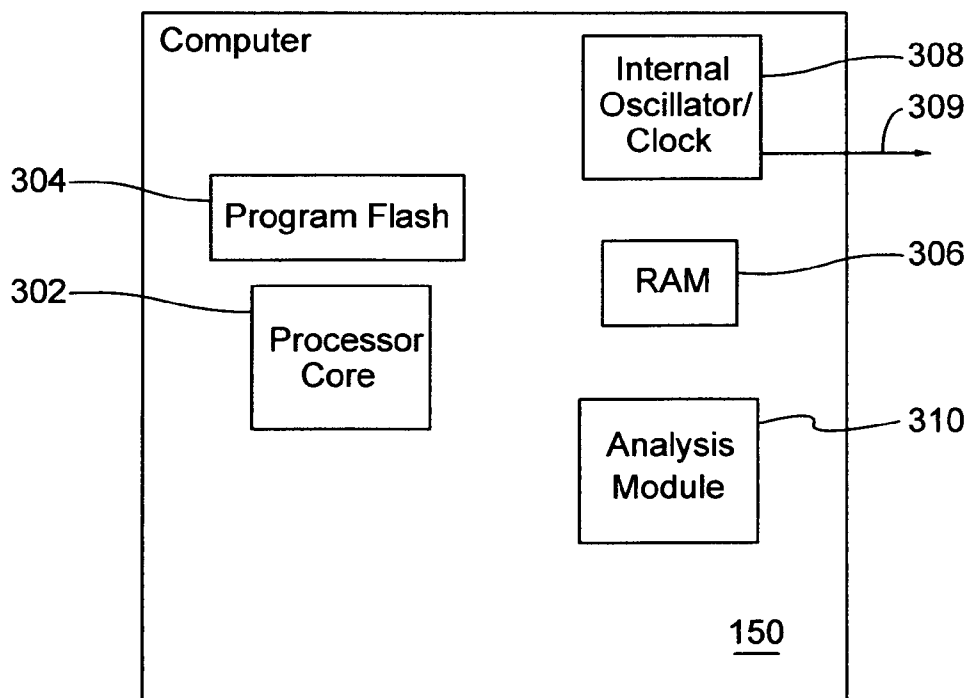 Computer
Internal
Oscillator/
Clock
308
309
304
Program Flash
302
Processor
Core
RAM
306
Analysis
Module
310
150